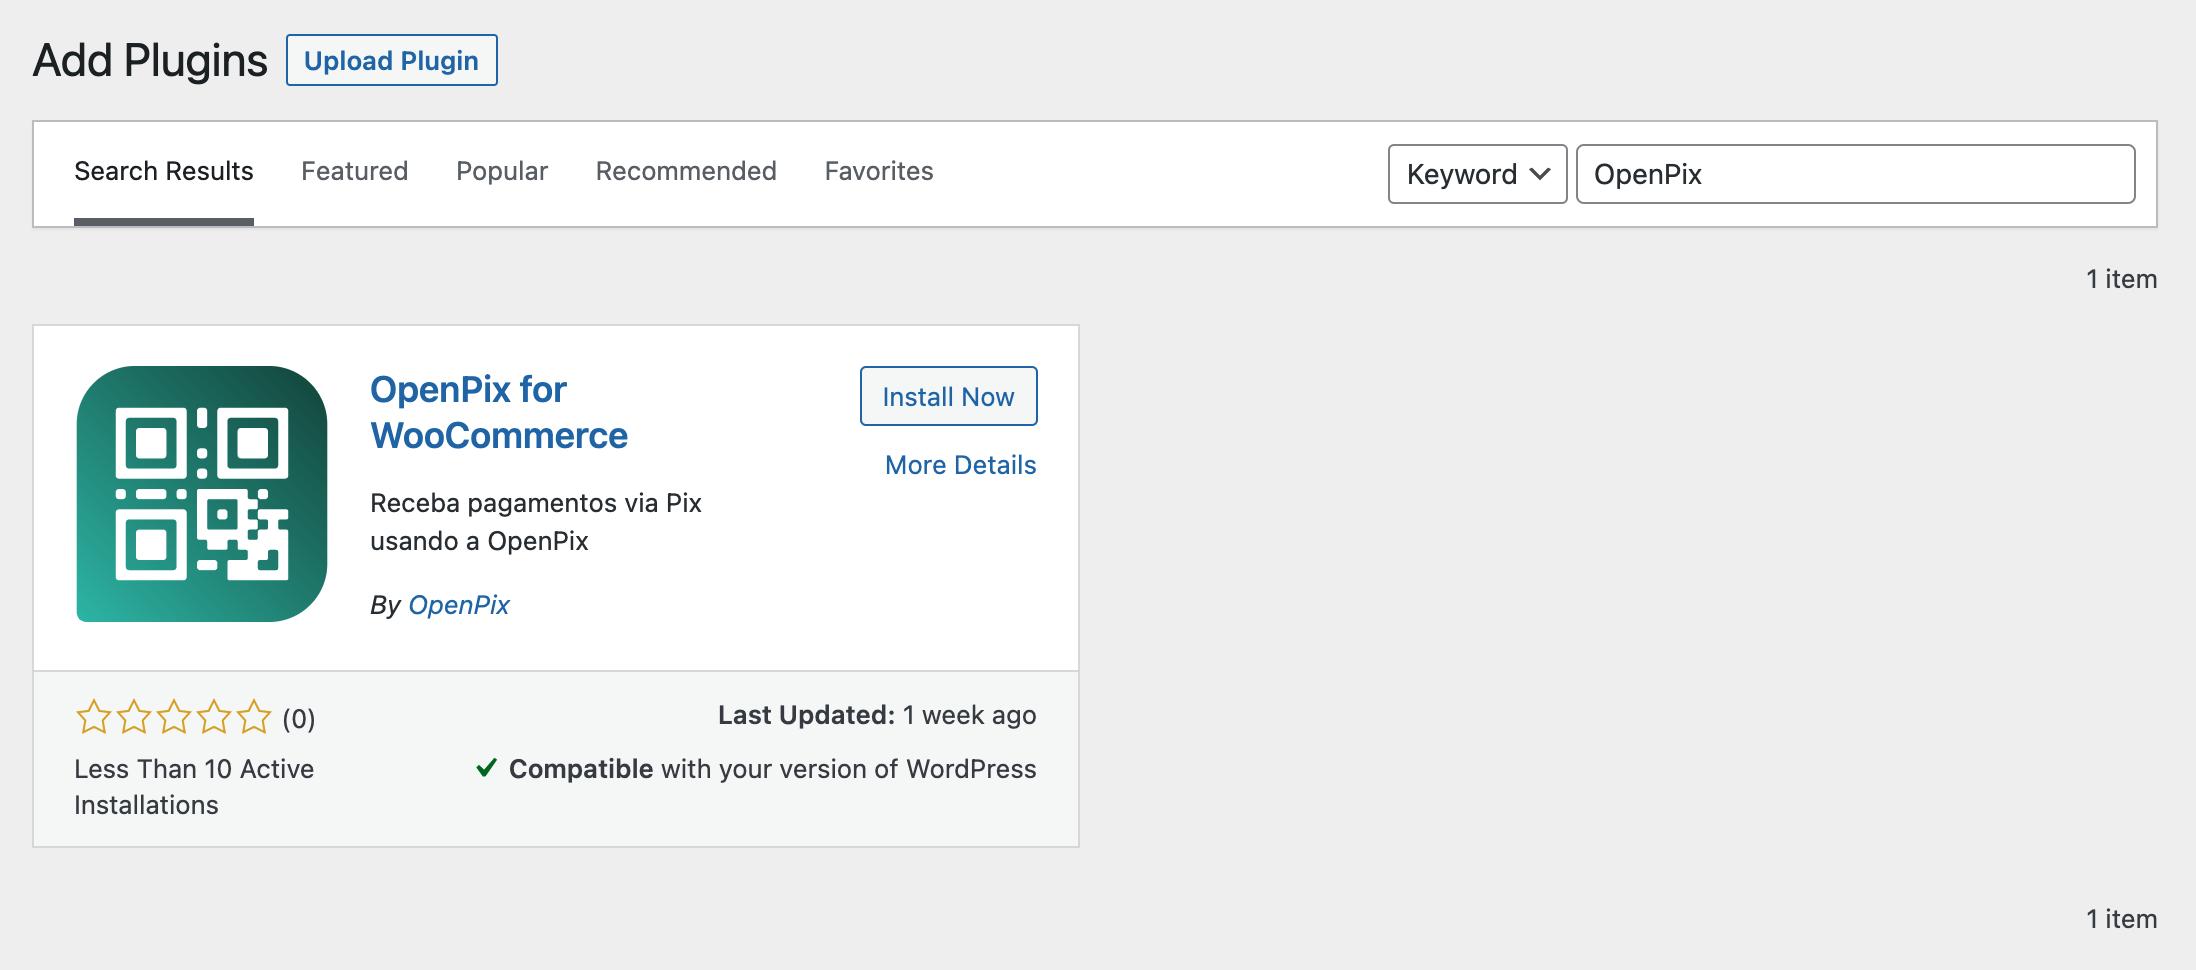 Add Plugins Upload Plugin
Search Results Featured Popular Recommended Favorites Keyword OpenPix
1 item
OpenPix for
WooCommerce
Install Now
More Details
Receba pagamentos via Pix
usando a OpenPix
By OpenPix
(0)
Last Updated: 1 week ago
Less Than 10 Active
Installations
Compatible with your version of WordPress
1 item